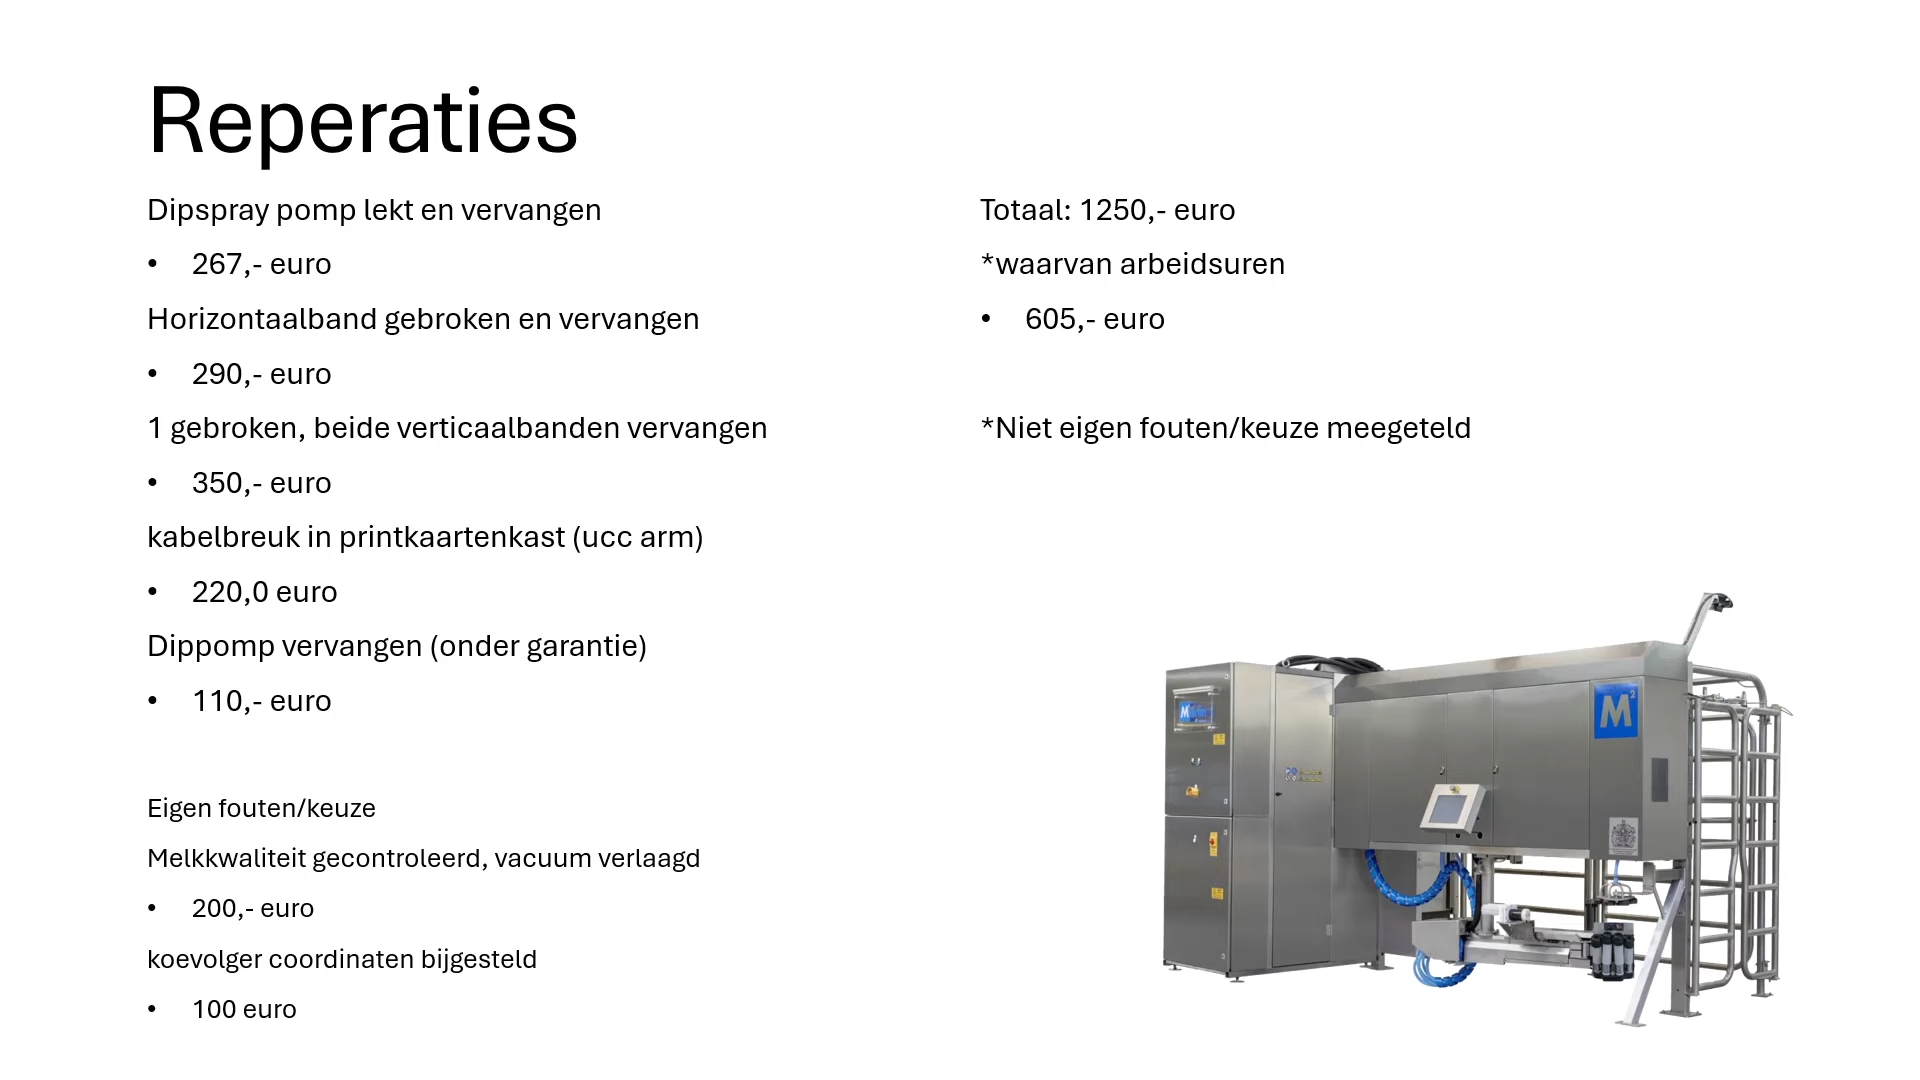 Reperaties
Dipspray pomp lekt en vervangen
• 267,- euro
Horizontaalband gebroken en vervangen
• 290,- euro
1 gebroken, beide verticaalbanden vervangen
• 350,- euro
kabelbreuk in printkaartenkast (ucc arm)
• 220,0 euro
Dippomp vervangen (onder garantie)
• 110,- euro
Eigen fouten/keuze
Melkkwaliteit gecontroleerd, vacuum verlaagd
• 200,- euro
koevolger coordinaten bijgesteld
• 100 euro
Totaal: 1250,- euro
*waarvan arbeidsuren
• 605,- euro
*Niet eigen fouten/keuze meegeteld
M²